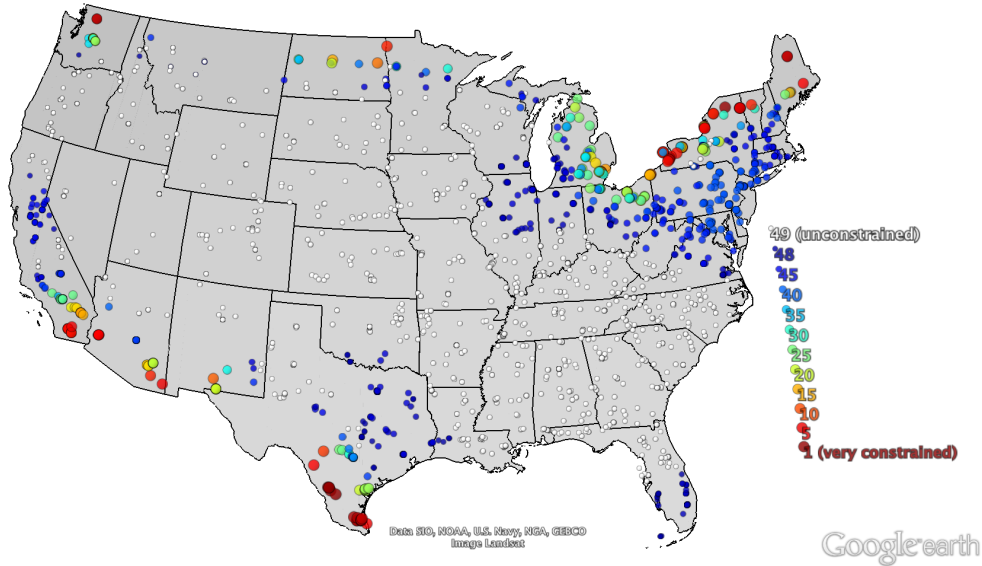 49 (unconstrained)
48
45
40
35
30
25
20
15
10
5
1 (very constrained)
Data SIO, NOAA, U.S. Navy, NGA, GEBCO
Image Landsat
Google earth